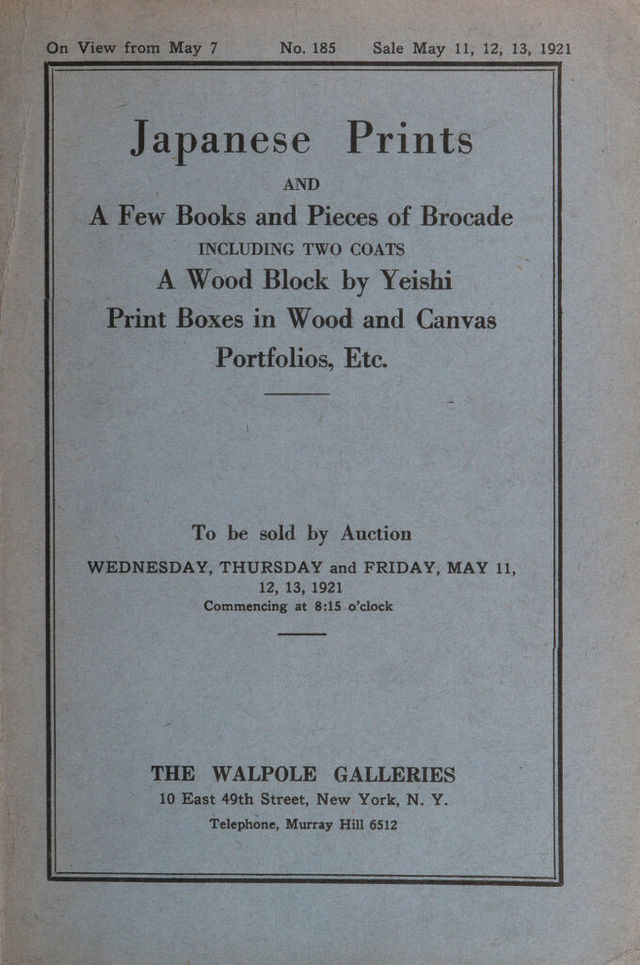 On View from May 7 No. 185 Sale May 11, 12, 13, 1921
Japanese Prints
AND
A Few Books and Pieces of Brocade
INCLUDING TWO COATS
A Wood Block by Yeishi
Print Boxes in Wood and Canvas
Portfolios, Etc.
To be sold by Auction
WEDNESDAY, THURSDAY and FRIDAY, MAY 11,
12, 13, 1921
Commencing at 8:15 o'clock
THE WALPOLE GALLERIES
10 East 49th Street, New York, N. Y.
Telephone, Murray Hill 6512